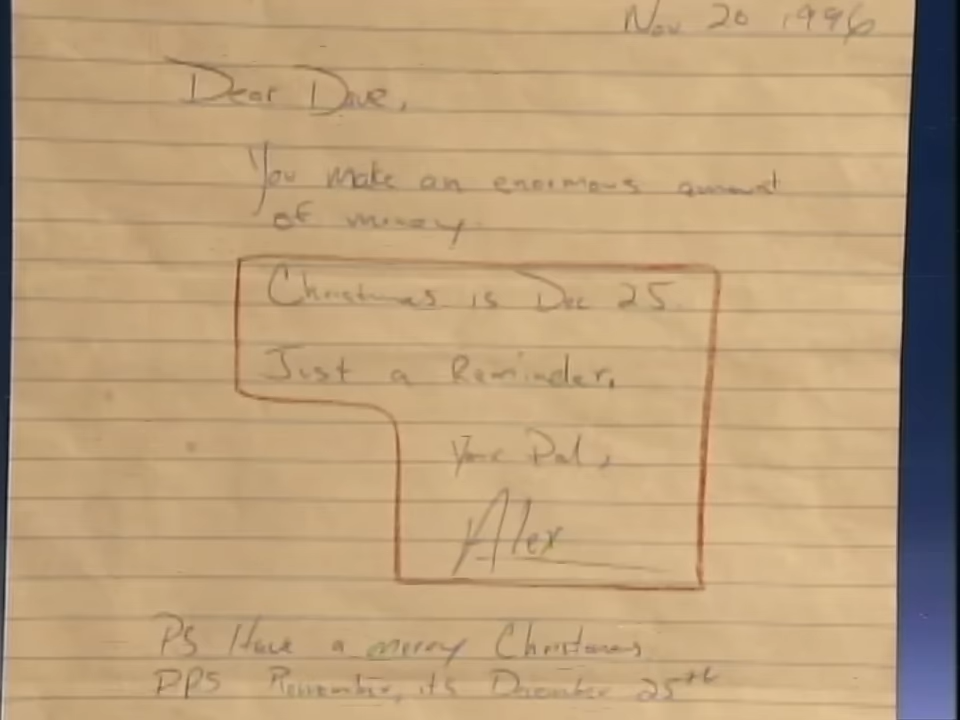 Nov 20 1996
Dear Dave,
You make an enormous amount
of money.
Christmas is Dec 25
Just a Reminder,
Your Pal,
Alex
PS Have a merry Christmas
PPS Remember, its December 25th